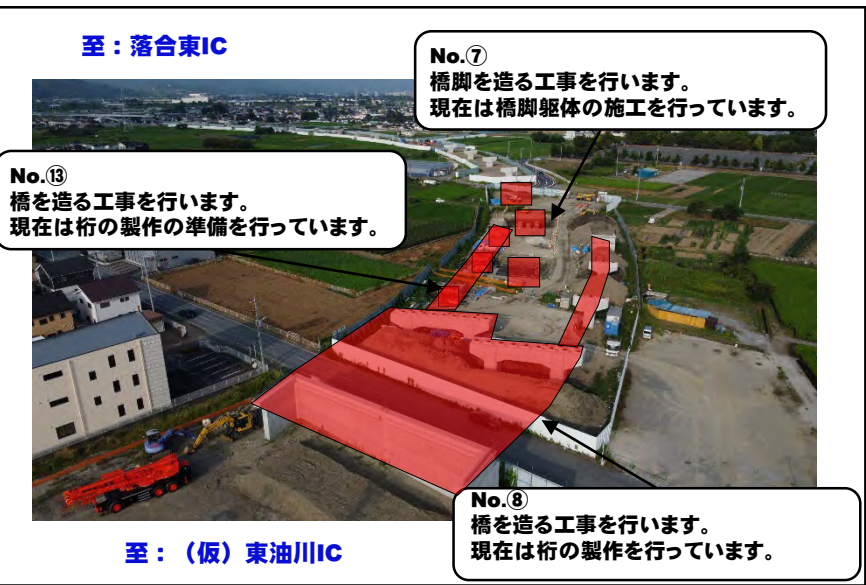 至：落合東IC
No.⑦
橋脚を造る工事を行います。
現在は橋脚躯体の施工を行っています。
No.⑬
橋を造る工事を行います。
現在は桁の製作の準備を行っています。
No.⑧
橋を造る工事を行います。
現在は桁の製作を行っています。
至：（仮）東油川IC